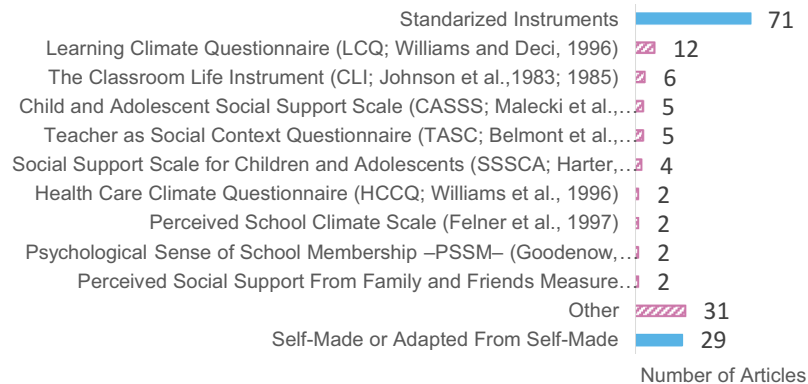 Standarized Instruments 71
Learning Climate Questionnaire (LCQ; Williams and Deci, 1996) 12
The Classroom Life Instrument (CLI; Johnson et al.,1983; 1985) 6
Child and Adolescent Social Support Scale (CASSS; Malecki et al.,… 5
Teacher as Social Context Questionnaire (TASC; Belmont et al.,… 5
Social Support Scale for Children and Adolescents (SSSCA; Harter,… 4
Health Care Climate Questionnaire (HCCQ; Williams et al., 1996) 2
Perceived School Climate Scale (Felner et al., 1997) 2
Psychological Sense of School Membership –PSSM– (Goodenow,… 2
Perceived Social Support From Family and Friends Measure… 2
Other 31
Self-Made or Adapted From Self-Made 29
Number of Articles